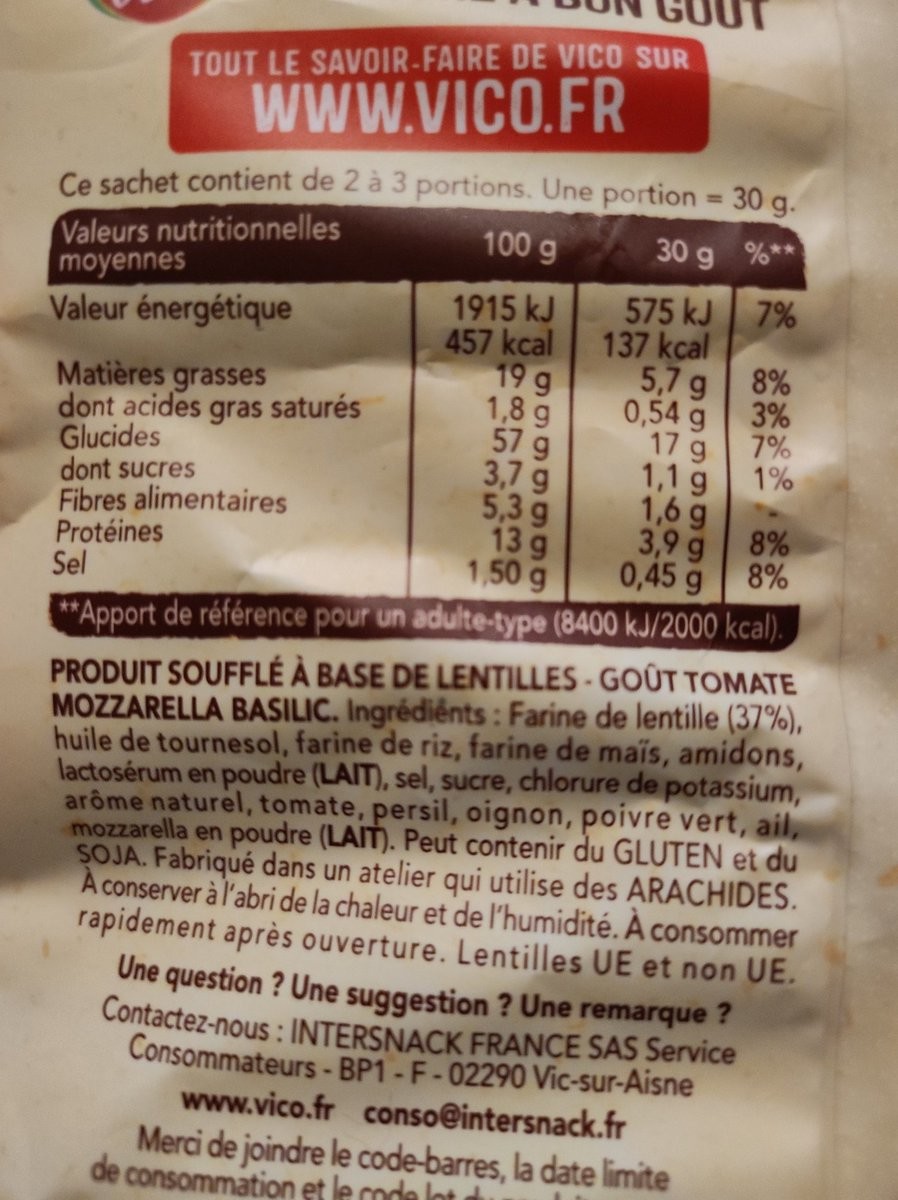 BON GOÛT
TOUT LE SAVOIR-FAIRE DE VICO SUR
WWW.VICO.FR
Ce sachet contient de 2 à 3 portions. Une portion = 30 g.
Valeurs nutritionnelles moyennes 100 g 30 g %**
Valeur énergétique 1915 kJ 575 kJ 7%
457 kcal 137 kcal
Matières grasses 19 g 5,7 g 8%
dont acides gras saturés 1,8 g 0,54 g 3%
Glucides 57 g 17 g 7%
dont sucres 3,7 g 1,1 g 1%
Fibres alimentaires 5,3 g 1,6 g -
Protéines 13 g 3,9 g 8%
Sel 1,50 g 0,45 g 8%
**Apport de référence pour un adulte-type (8400 kJ/2000 kcal).
PRODUIT SOUFFLÉ À BASE DE LENTILLES - GOÛT TOMATE
MOZZARELLA BASILIC. Ingrédients : Farine de lentille (37%),
huile de tournesol, farine de riz, farine de maïs, amidons,
lactosérum en poudre (LAIT), sel, sucre, chlorure de potassium,
arôme naturel, tomate, persil, oignon, poivre vert, ail,
mozzarella en poudre (LAIT). Peut contenir du GLUTEN et du
SOJA. Fabriqué dans un atelier qui utilise des ARACHIDES.
À conserver à l'abri de la chaleur et de l'humidité. À consommer
rapidement après ouverture. Lentilles UE et non UE.
Une question ? Une suggestion ? Une remarque ?
Contactez-nous : INTERSNACK FRANCE SAS Service
Consommateurs - BP1 - F - 02290 Vic-sur-Aisne
www.vico.fr conso@intersnack.fr
Merci de joindre le code-barres, la date limite
de consommation et le code lot